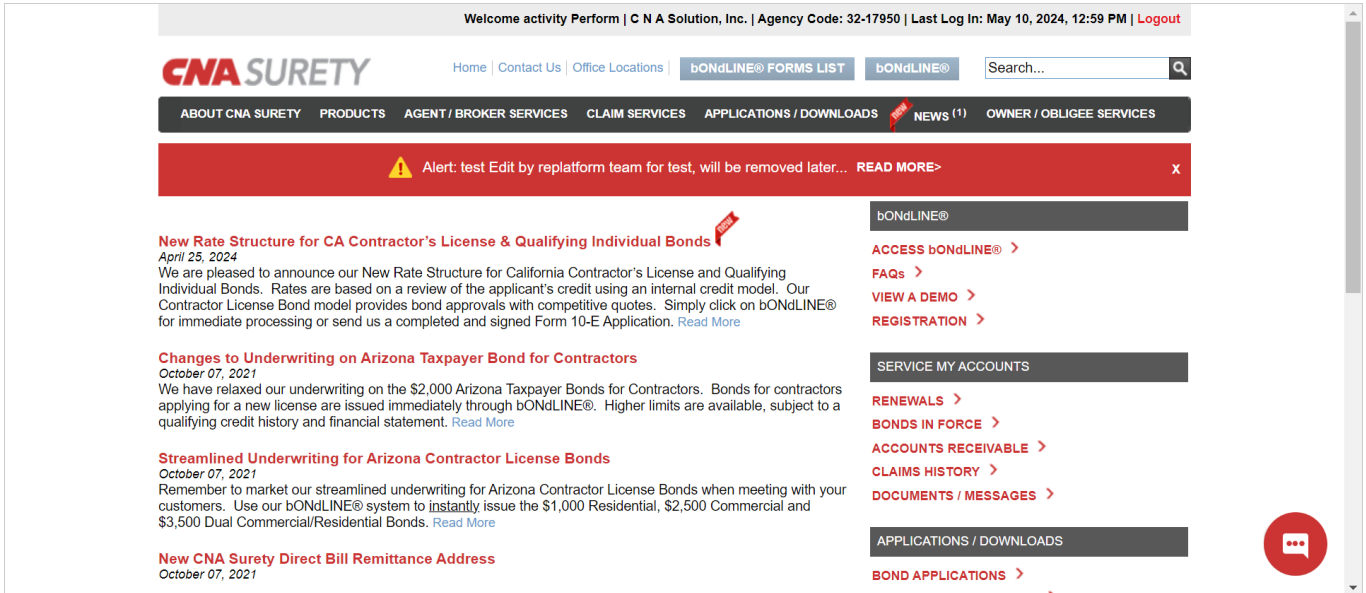 Welcome activity Perform | C N A Solution, Inc. | Agency Code: 32-17950 | Last Log In: May 10, 2024, 12:59 PM | Logout
CNA SURETY
Home | Contact Us | Office Locations |
bONdLINE® FORMS LIST
bONdLINE®
Search...
ABOUT CNA SURETY
PRODUCTS
AGENT / BROKER SERVICES
CLAIM SERVICES
APPLICATIONS / DOWNLOADS
new
NEWS (1)
OWNER / OBLIGEE SERVICES
Alert: test Edit by replatform team for test, will be removed later... READ MORE>
X
New Rate Structure for CA Contractor’s License & Qualifying Individual Bonds
new
April 25, 2024
We are pleased to announce our New Rate Structure for California Contractor’s License and Qualifying
Individual Bonds. Rates are based on a review of the applicant’s credit using an internal credit model. Our
Contractor License Bond model provides bond approvals with competitive quotes. Simply click on bONdLINE®
for immediate processing or send us a completed and signed Form 10-E Application. Read More
Changes to Underwriting on Arizona Taxpayer Bond for Contractors
October 07, 2021
We have relaxed our underwriting on the $2,000 Arizona Taxpayer Bonds for Contractors. Bonds for contractors
applying for a new license are issued immediately through bONdLINE®. Higher limits are available, subject to a
qualifying credit history and financial statement. Read More
Streamlined Underwriting for Arizona Contractor License Bonds
October 07, 2021
Remember to market our streamlined underwriting for Arizona Contractor License Bonds when meeting with your
customers. Use our bONdLINE® system to instantly issue the $1,000 Residential, $2,500 Commercial and
$3,500 Dual Commercial/Residential Bonds. Read More
New CNA Surety Direct Bill Remittance Address
October 07, 2021
bONdLINE®
ACCESS bONdLINE®
FAQs
VIEW A DEMO
REGISTRATION
SERVICE MY ACCOUNTS
RENEWALS
BONDS IN FORCE
ACCOUNTS RECEIVABLE
CLAIMS HISTORY
DOCUMENTS / MESSAGES
APPLICATIONS / DOWNLOADS
BOND APPLICATIONS